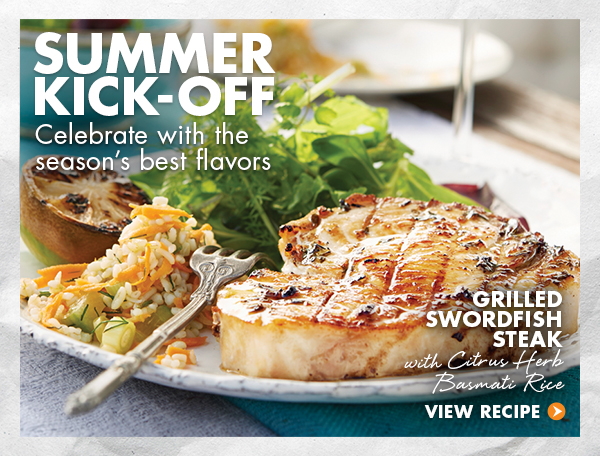 SUMMER
KICK-OFF
Celebrate with the
season's best flavors
GRILLED
SWORDFISH
STEAK
with Citrus Herb
Basmati Rice
VIEW RECIPE